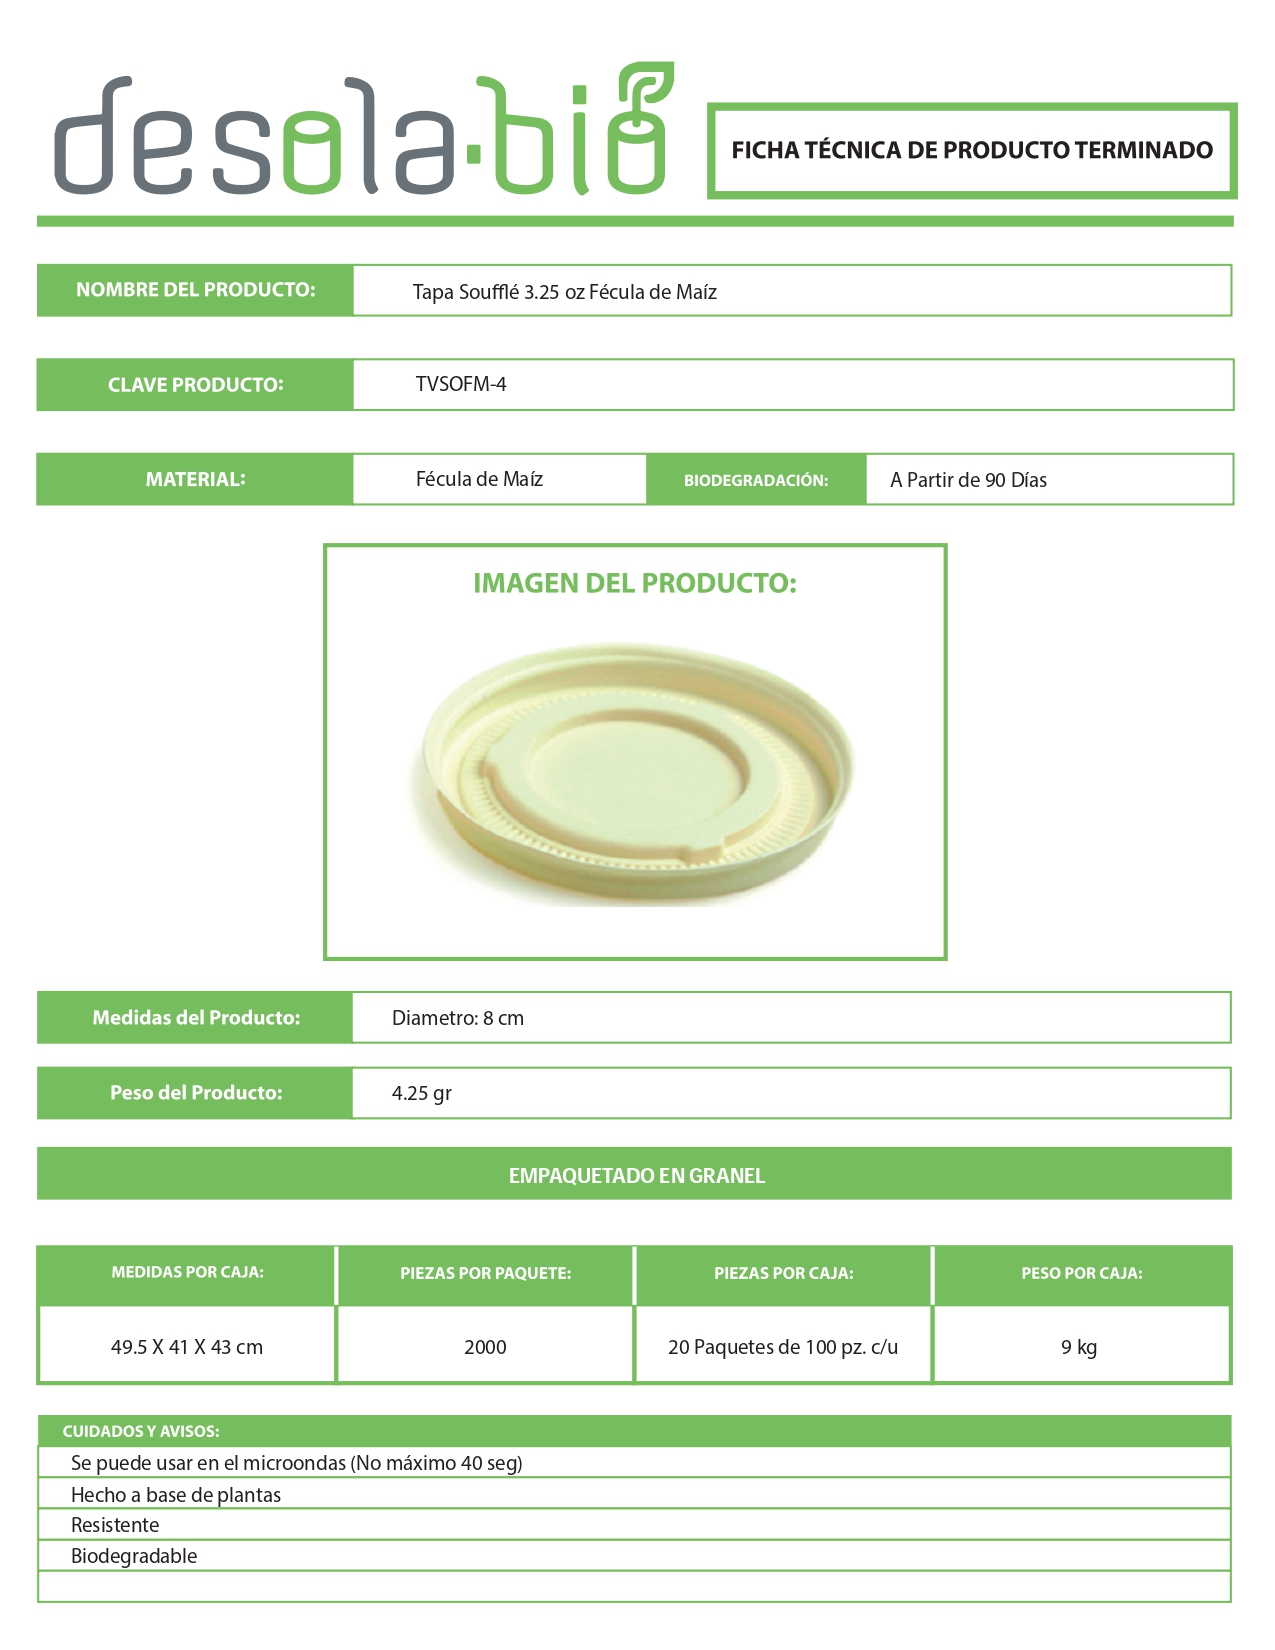 desola·bio
FICHA TÉCNICA DE PRODUCTO TERMINADO
NOMBRE DEL PRODUCTO:
Tapa Soufflé 3.25 oz Fécula de Maíz
CLAVE PRODUCTO:
TVSOFM-4
MATERIAL:
Fécula de Maíz
BIODEGRADACIÓN:
A Partir de 90 Días
IMAGEN DEL PRODUCTO:
Medidas del Producto:
Diametro: 8 cm
Peso del Producto:
4.25 gr
EMPAQUETADO EN GRANEL
MEDIDAS POR CAJA:
PIEZAS POR PAQUETE:
PIEZAS POR CAJA:
PESO POR CAJA:
49.5 X 41 X 43 cm
2000
20 Paquetes de 100 pz. c/u
9 kg
CUIDADOS Y AVISOS:
Se puede usar en el microondas (No máximo 40 seg)
Hecho a base de plantas
Resistente
Biodegradable